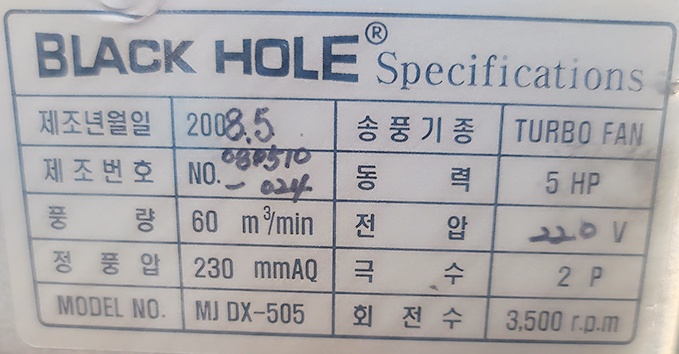 BLACK HOLE® Specifications
제조년월일 2008.5 송풍기종 TURBO FAN
제조번호 NO. 080510 동력 5 HP
- 024
풍량 60 m³/min 전압 220 V
정풍압 230 mmAQ 극수 2 P
MODEL NO. MJ DX-505 회전수 3,500 r.p.m